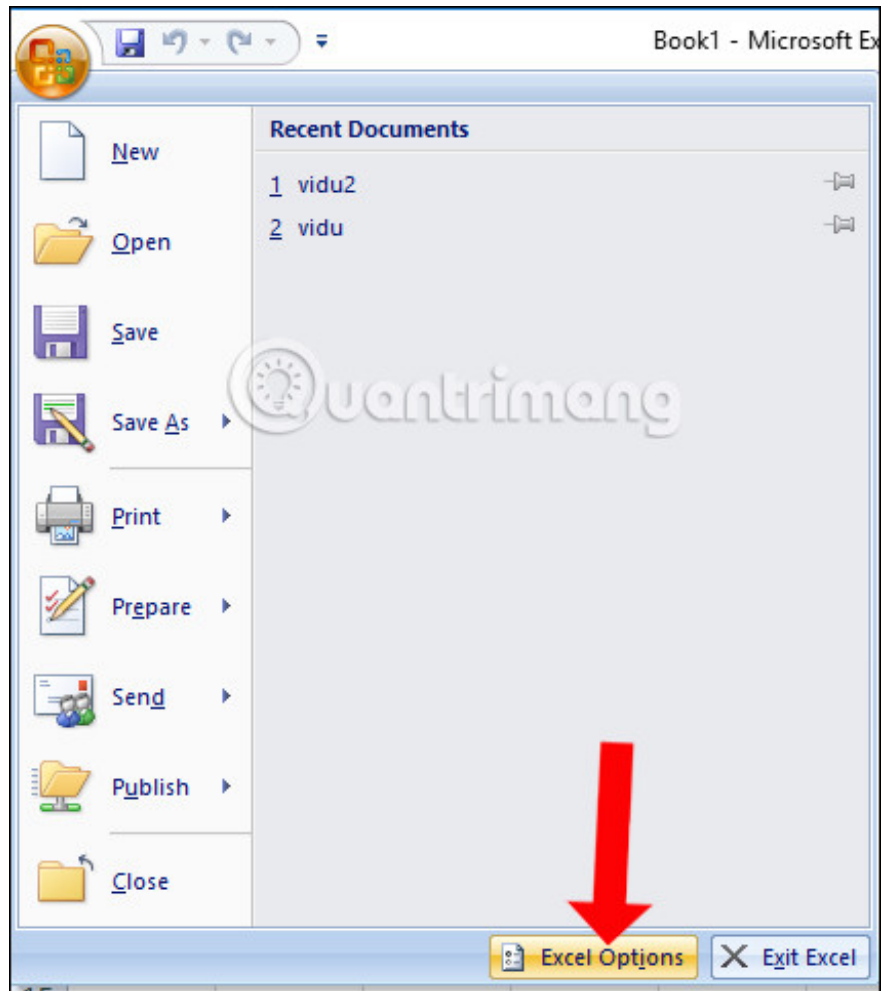 Book1 - Microsoft Ex
New
Open
Save
Save As
Print
Prepare
Send
Publish
Close
Recent Documents
1 vidu2
2 vidu
Quantrimang
Excel Options
Exit Excel